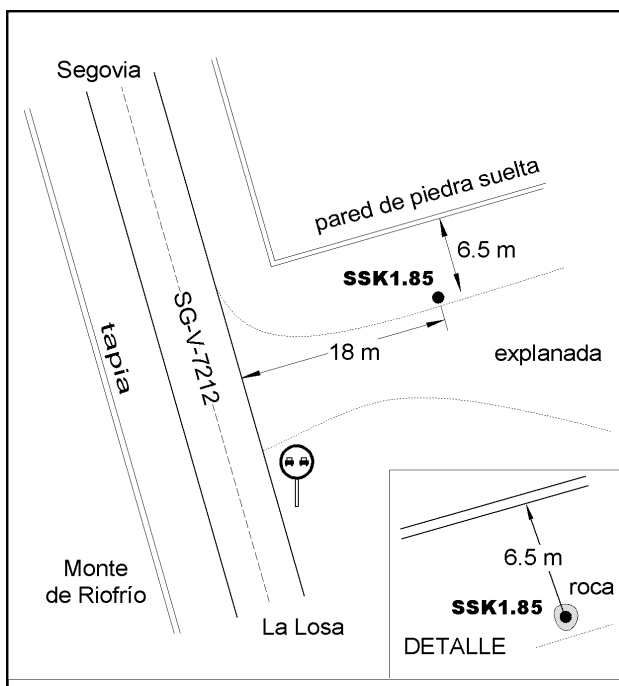 Segovia
pared de piedra suelta
6.5 m
SSK1.85
SG-V-7212
18 m
explanada
tapia
Monte
de Riofrío
La Losa
6.5 m
roca
SSK1.85
DETALLE